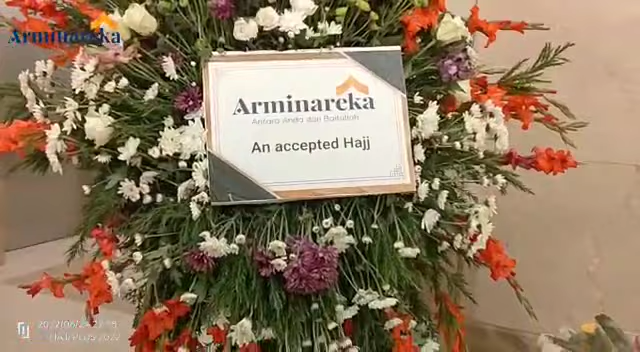 Arminareka
Arminareka
Antara Anda dan Baitullah
An accepted Hajj